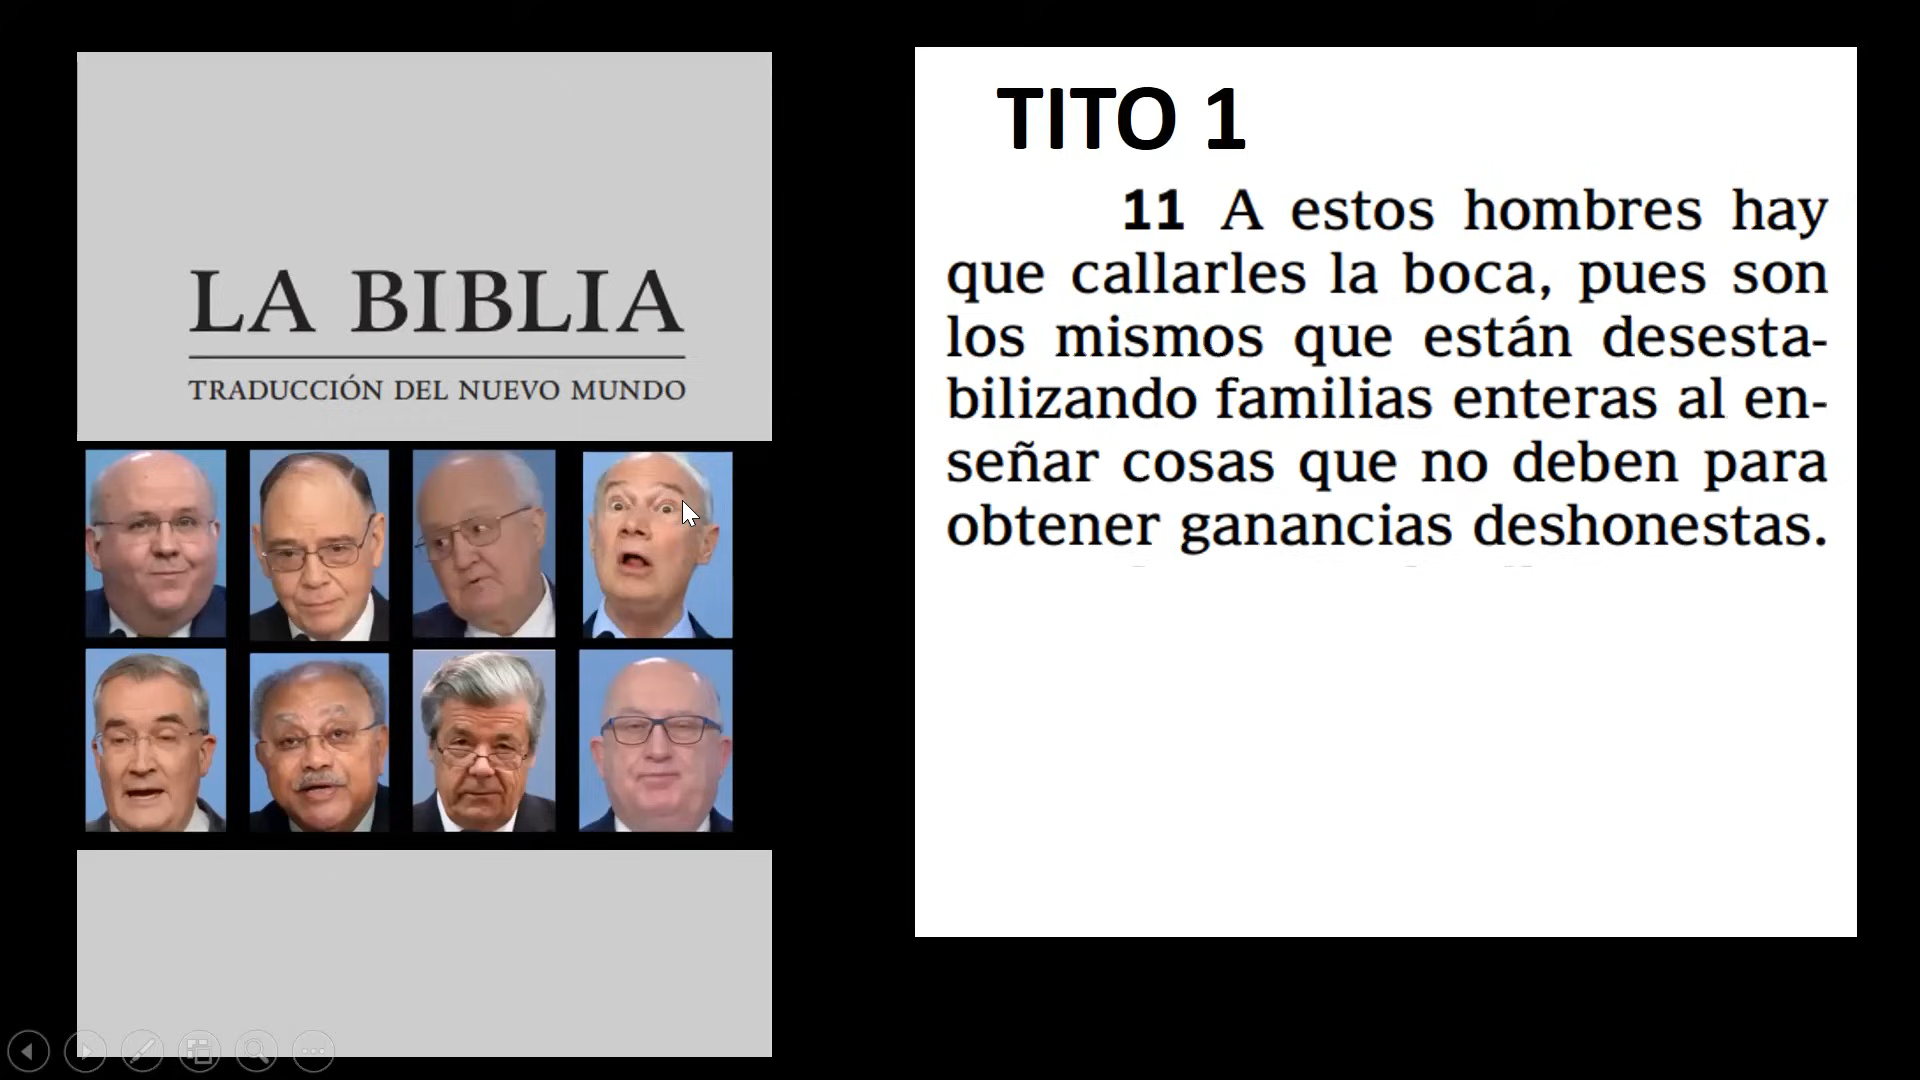 LA BIBLIA
TRADUCCIÓN DEL NUEVO MUNDO
TITO 1
11 A estos hombres hay
que callarles la boca, pues son
los mismos que están desesta-
bilizando familias enteras al en-
señar cosas que no deben para
obtener ganancias deshonestas.